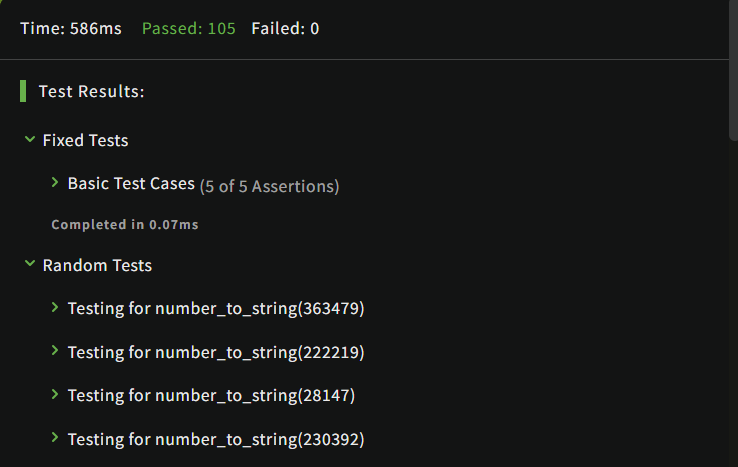 Time: 586ms Passed: 105 Failed: 0
Test Results:
Fixed Tests
Basic Test Cases (5 of 5 Assertions)
Completed in 0.07ms
Random Tests
Testing for number_to_string(363479)
Testing for number_to_string(222219)
Testing for number_to_string(28147)
Testing for number_to_string(230392)